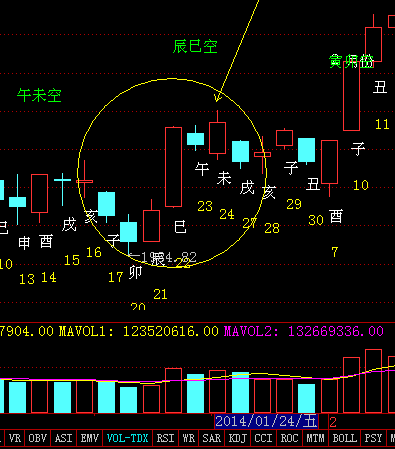 辰巳空
午未空
寅卯空
丑
11
子
10
午
未
戌
亥
子
丑
酉
23
24
27
28
29
30
7
巳
申
酉
戌
亥
子
卯
辰
巳
10
13
14
15
16
17
20
21
22
←1984.82
7904.00 MAVOL1: 123520616.00 MAVOL2: 132669336.00
2014/01/24/五 2
VR OBV ASI EMV VOL-TDX RSI WR SAR KDJ CCI ROC MTM BOLL PSY